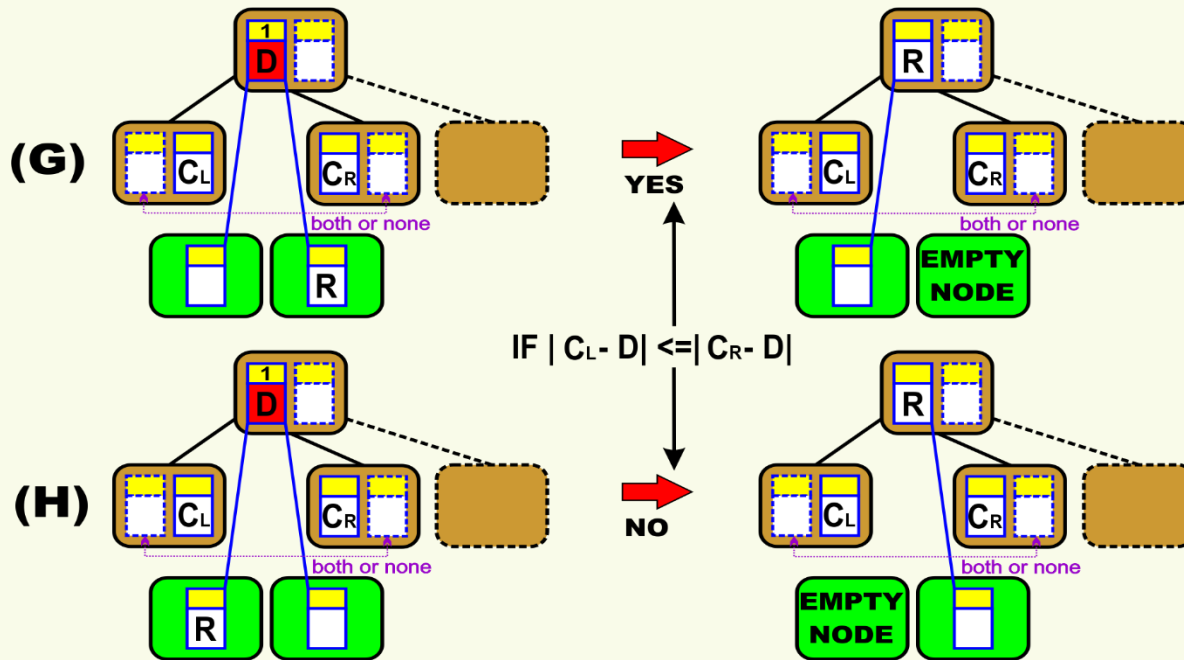 1
D
(G)
CL
CR
both or none
R
YES
R
CL
CR
both or none
EMPTY
NODE
IF | CL- D| <=|CR- D|
1
D
(H)
CL
CR
both or none
R
NO
R
CL
CR
both or none
EMPTY
NODE